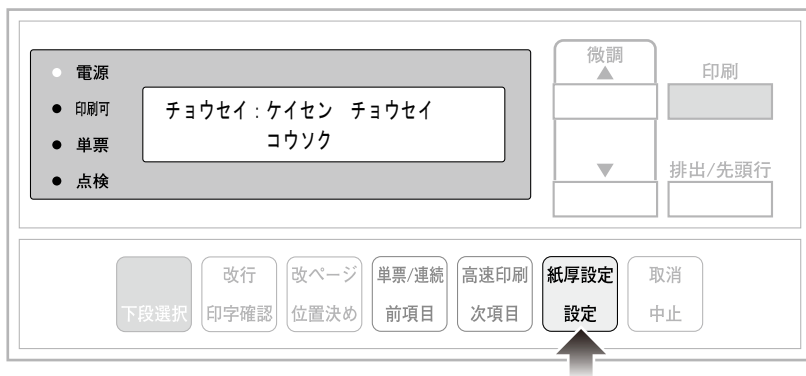 電源
印刷可
単票
点検
チョウセイ：ケイセン　チョウセイ
コウソク
微調
▲
▼
印刷
排出/先頭行
下段選択
改行
印字確認
改ページ
位置決め
単票/連続
前項目
高速印刷
次項目
紙厚設定
設定
取消
中止